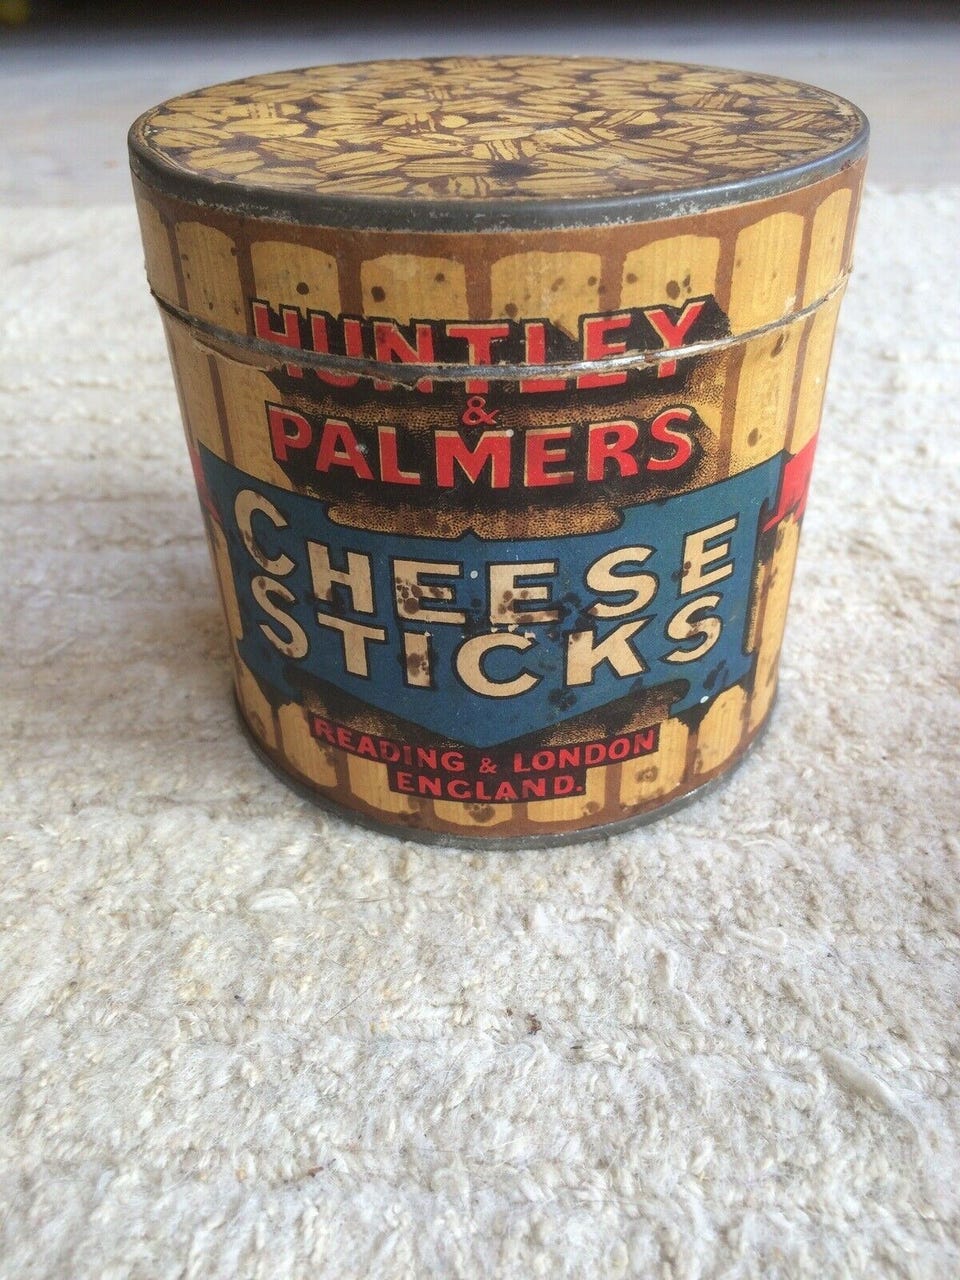 HUNTLEY
&
PALMERS
CHEESE
STICKS
READING & LONDON
ENGLAND.